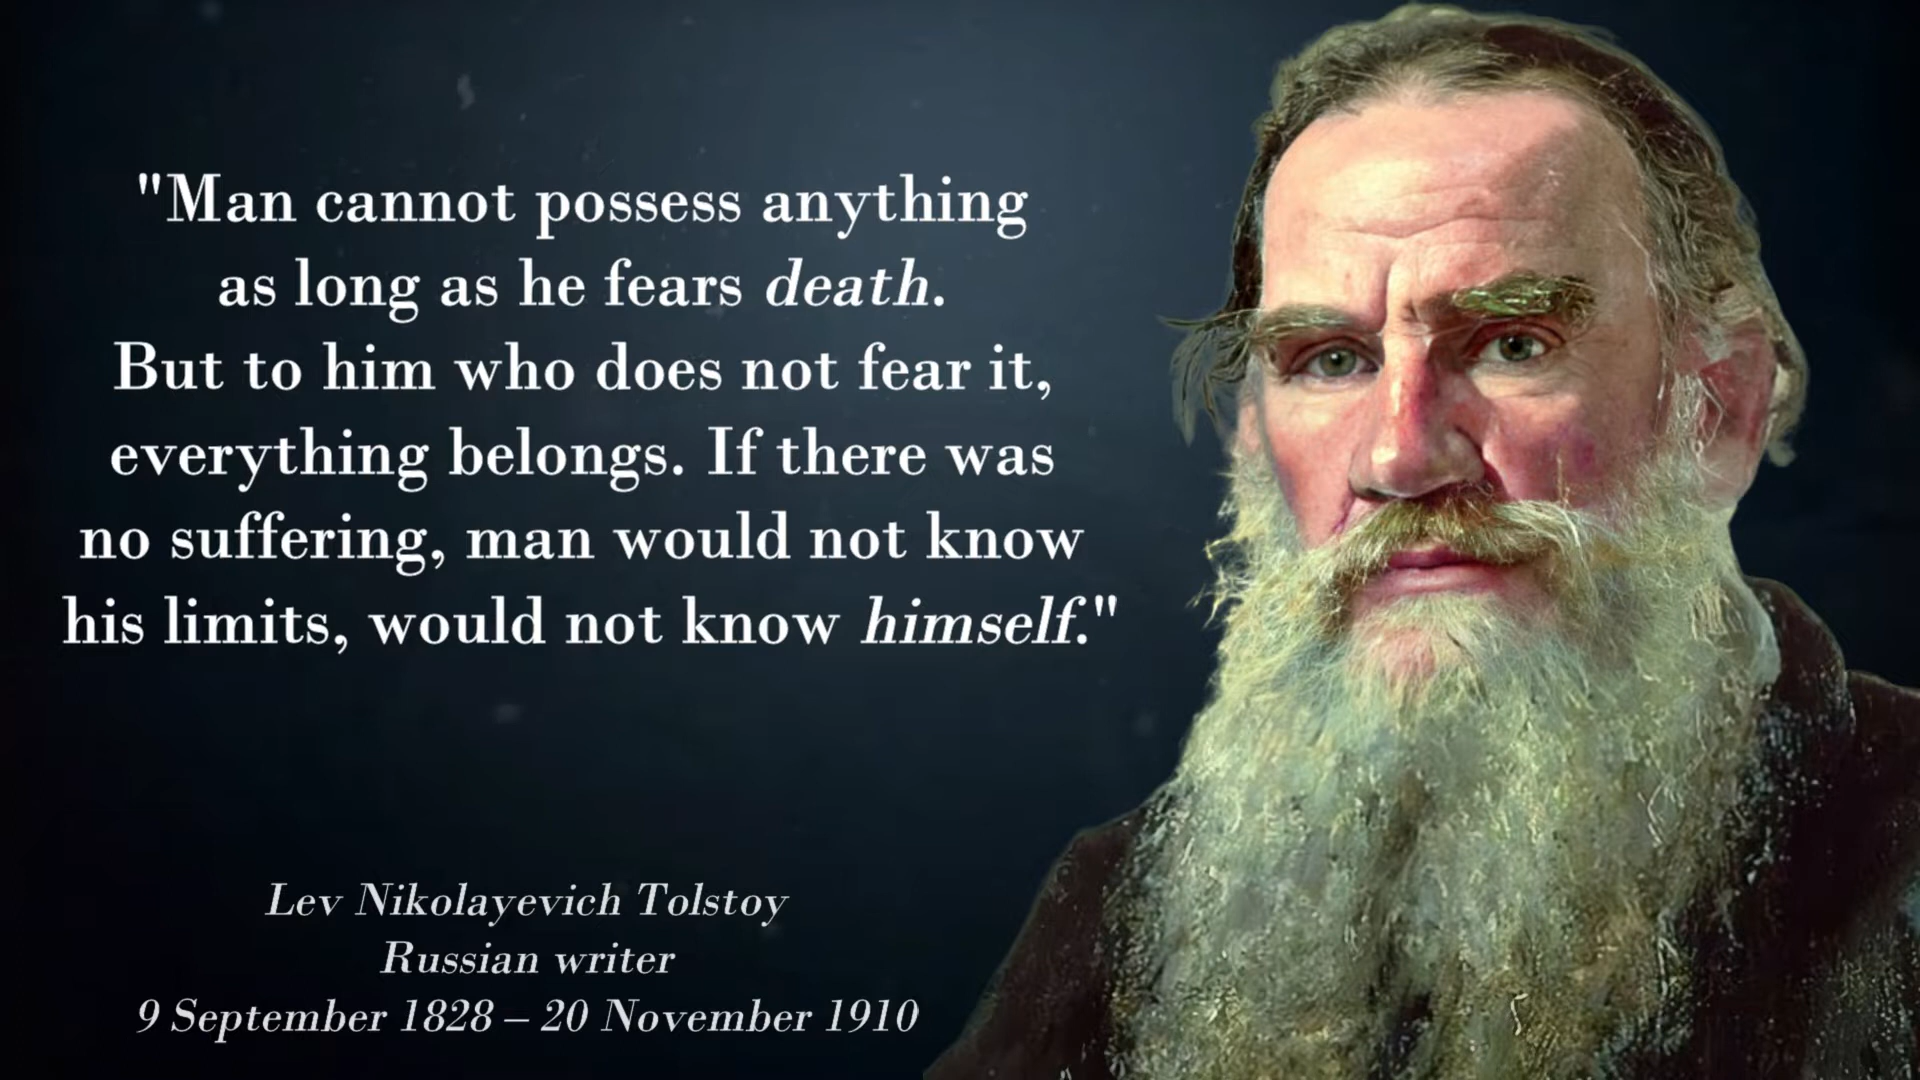 "Man cannot possess anything
as long as he fears death.
But to him who does not fear it,
everything belongs. If there was
no suffering, man would not know
his limits, would not know himself."
Lev Nikolayevich Tolstoy
Russian writer
9 September 1828 – 20 November 1910